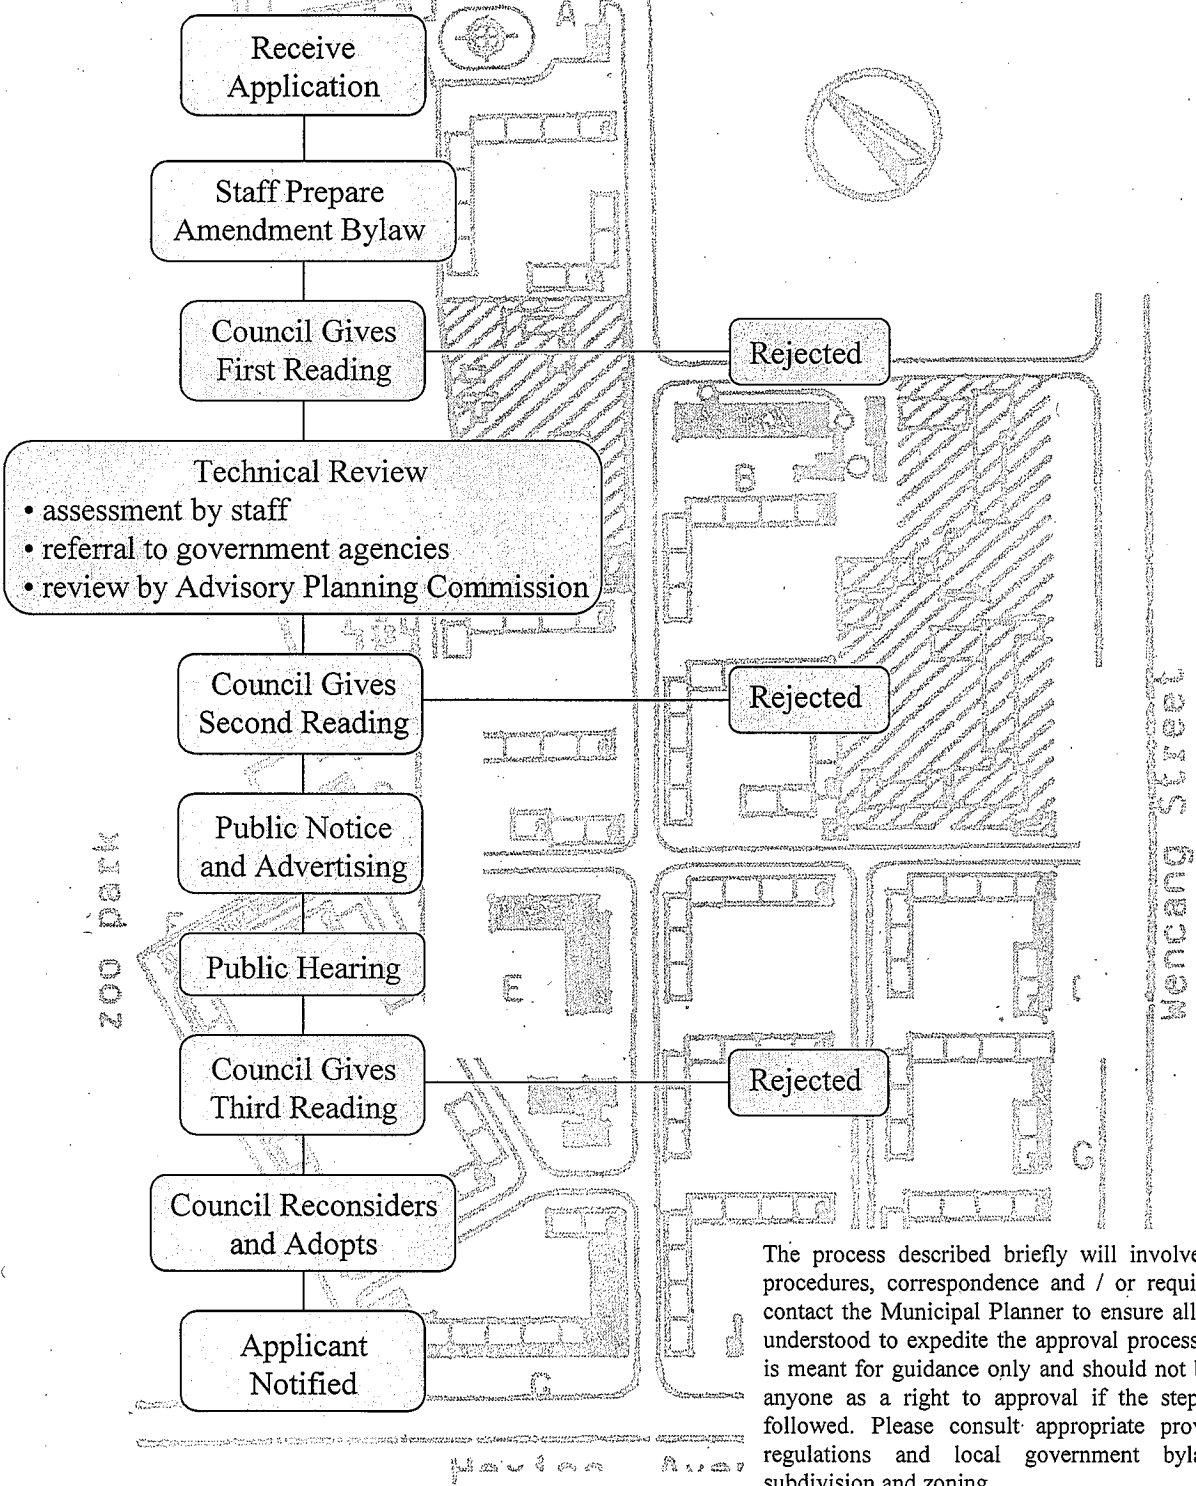 A
Receive
Application
Staff Prepare
Amendment Bylaw
Council Gives
First Reading
Rejected
Technical Review
• assessment by staff
• referral to government agencies
• review by Advisory Planning Commission
B
Council Gives
Second Reading
Rejected
Public Notice
and Advertising
Public Hearing
zoo park
Wencang Street
E
Council Gives
Third Reading
Rejected
G
Council Reconsiders
and Adopts
Applicant
Notified
G
The process described briefly will involve
procedures, correspondence and / or requi
contact the Municipal Planner to ensure all
understood to expedite the approval process
is meant for guidance only and should not
anyone as a right to approval if the step
followed. Please consult appropriate prov
regulations and local government byla
subdivision and zoning